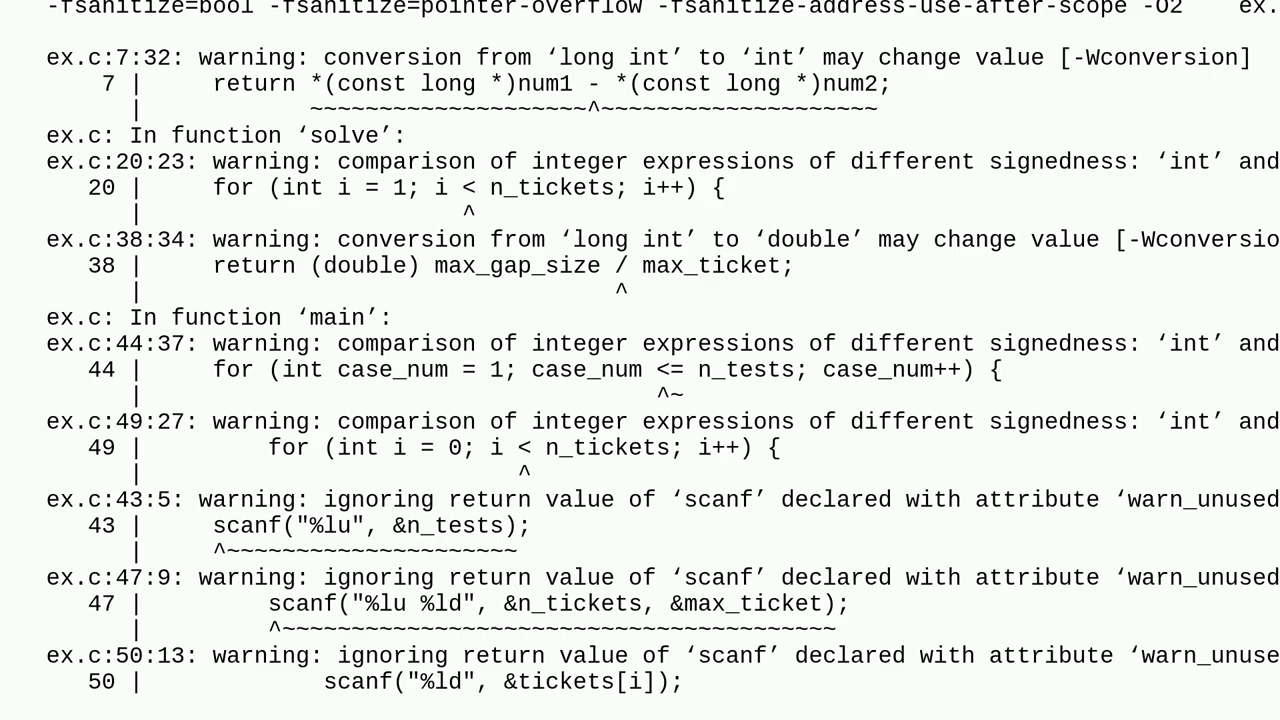 -fsanitize=bool -fsanitize=pointer-overflow -fsanitize-address-use-after-scope -O2    ex.
ex.c:7:32: warning: conversion from ‘long int’ to ‘int’ may change value [-Wconversion]
    7 |     return *(const long *)num1 - *(const long *)num2;
      |            ~~~~~~~~~~~~~~~~~~~~^~~~~~~~~~~~~~~~~~~~~
ex.c: In function ‘solve’:
ex.c:20:23: warning: comparison of integer expressions of different signedness: ‘int’ and
   20 |     for (int i = 1; i < n_tickets; i++) {
      |                       ^
ex.c:38:34: warning: conversion from ‘long int’ to ‘double’ may change value [-Wconversio
   38 |     return (double) max_gap_size / max_ticket;
      |                                  ^
ex.c: In function ‘main’:
ex.c:44:37: warning: comparison of integer expressions of different signedness: ‘int’ and
   44 |     for (int case_num = 1; case_num <= n_tests; case_num++) {
      |                                     ^~
ex.c:49:27: warning: comparison of integer expressions of different signedness: ‘int’ and
   49 |         for (int i = 0; i < n_tickets; i++) {
      |                           ^
ex.c:43:5: warning: ignoring return value of ‘scanf’ declared with attribute ‘warn_unused
   43 |     scanf("%lu", &n_tests);
      |     ^~~~~~~~~~~~~~~~~~~~~~
ex.c:47:9: warning: ignoring return value of ‘scanf’ declared with attribute ‘warn_unused
   47 |         scanf("%lu %ld", &n_tickets, &max_ticket);
      |         ^~~~~~~~~~~~~~~~~~~~~~~~~~~~~~~~~~~~~~~~~
ex.c:50:13: warning: ignoring return value of ‘scanf’ declared with attribute ‘warn_unuse
   50 |             scanf("%ld", &tickets[i]);